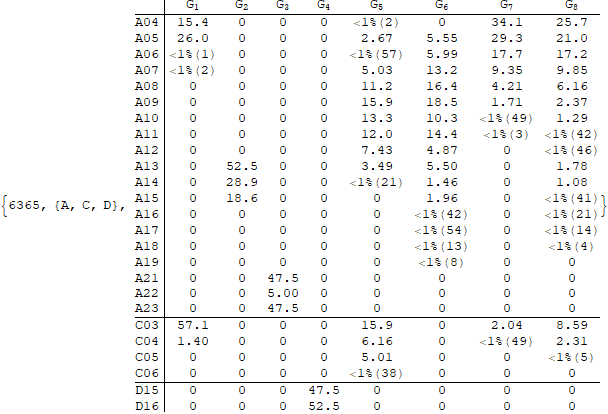 G1 G2 G3 G4 G5 G6 G7 G8
A04 15.4 0 0 0 <1%(2) 0 34.1 25.7
A05 26.0 0 0 0 2.67 5.55 29.3 21.0
A06 <1%(1) 0 0 0 <1%(57) 5.99 17.7 17.2
A07 <1%(2) 0 0 0 5.03 13.2 9.35 9.85
A08 0 0 0 0 11.2 16.4 4.21 6.16
A09 0 0 0 0 15.9 18.5 1.71 2.37
A10 0 0 0 0 13.3 10.3 <1%(49) 1.29
A11 0 0 0 0 12.0 14.4 <1%(3) <1%(42)
A12 0 0 0 0 7.43 4.87 0 <1%(46)
A13 0 52.5 0 0 3.49 5.50 0 1.78
A14 0 28.9 0 0 <1%(21) 1.46 0 1.08
{6365, {A, C, D}, A15 0 18.6 0 0 0 1.96 0 <1%(41) }
A16 0 0 0 0 0 <1%(42) 0 <1%(21)
A17 0 0 0 0 0 <1%(54) 0 <1%(14)
A18 0 0 0 0 0 <1%(13) 0 <1%(4)
A19 0 0 0 0 0 <1%(8) 0 0
A21 0 0 47.5 0 0 0 0 0
A22 0 0 5.00 0 0 0 0 0
A23 0 0 47.5 0 0 0 0 0
C03 57.1 0 0 0 15.9 0 2.04 8.59
C04 1.40 0 0 0 6.16 0 <1%(49) 2.31
C05 0 0 0 0 5.01 0 0 <1%(5)
C06 0 0 0 0 <1%(38) 0 0 0
D15 0 0 0 47.5 0 0 0 0
D16 0 0 0 52.5 0 0 0 0